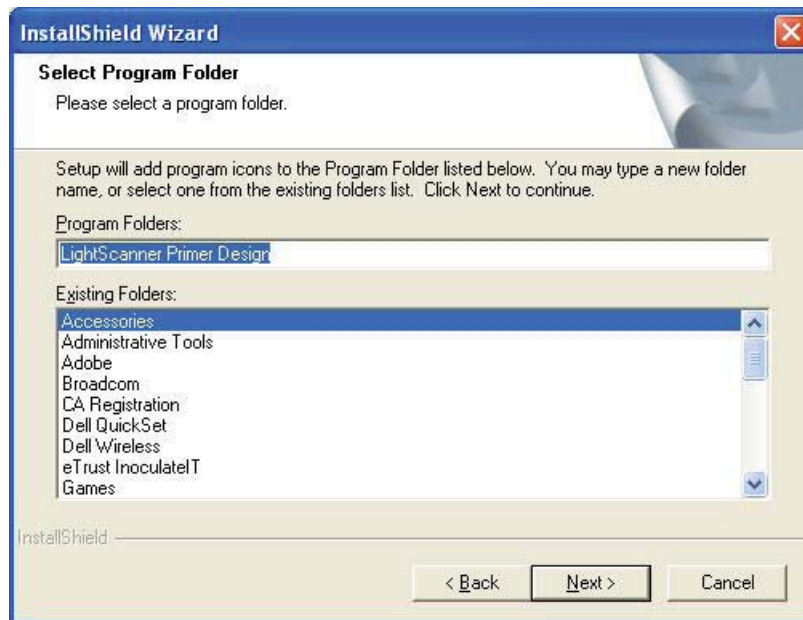 InstallShield Wizard
Select Program Folder
Please select a program folder.
Setup will add program icons to the Program Folder listed below. You may type a new folder
name, or select one from the existing folders list. Click Next to continue.
Program Folders:
LightScanner Primer Design
Existing Folders:
Accessories
Administrative Tools
Adobe
Broadcom
CA Registration
Dell QuickSet
Dell Wireless
eTrust InoculateIT
Games
InstallShield
< Back Next > Cancel